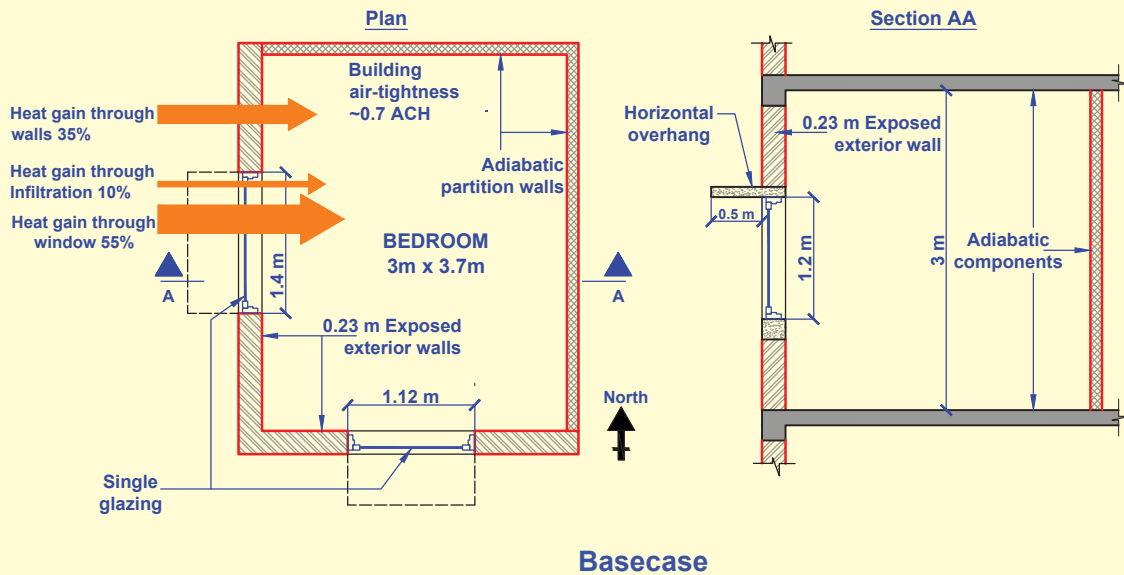 Plan
Section AA
Building
air-tightness
~0.7 ACH
Heat gain through
walls 35%
Heat gain through
Infiltration 10%
Heat gain through
window 55%
Adiabatic
partition walls
BEDROOM
3m x 3.7m
A
A
1.4 m
0.23 m Exposed
exterior walls
1.12 m
North
Single
glazing
Horizontal
overhang
0.23 m Exposed
exterior wall
0.5 m
1.2 m
3 m
Adiabatic
components
Basecase